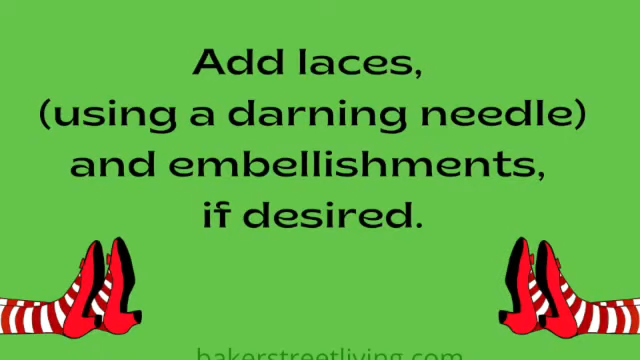 Add laces,
(using a darning needle)
and embellishments,
if desired.
bakerstreetliving.com